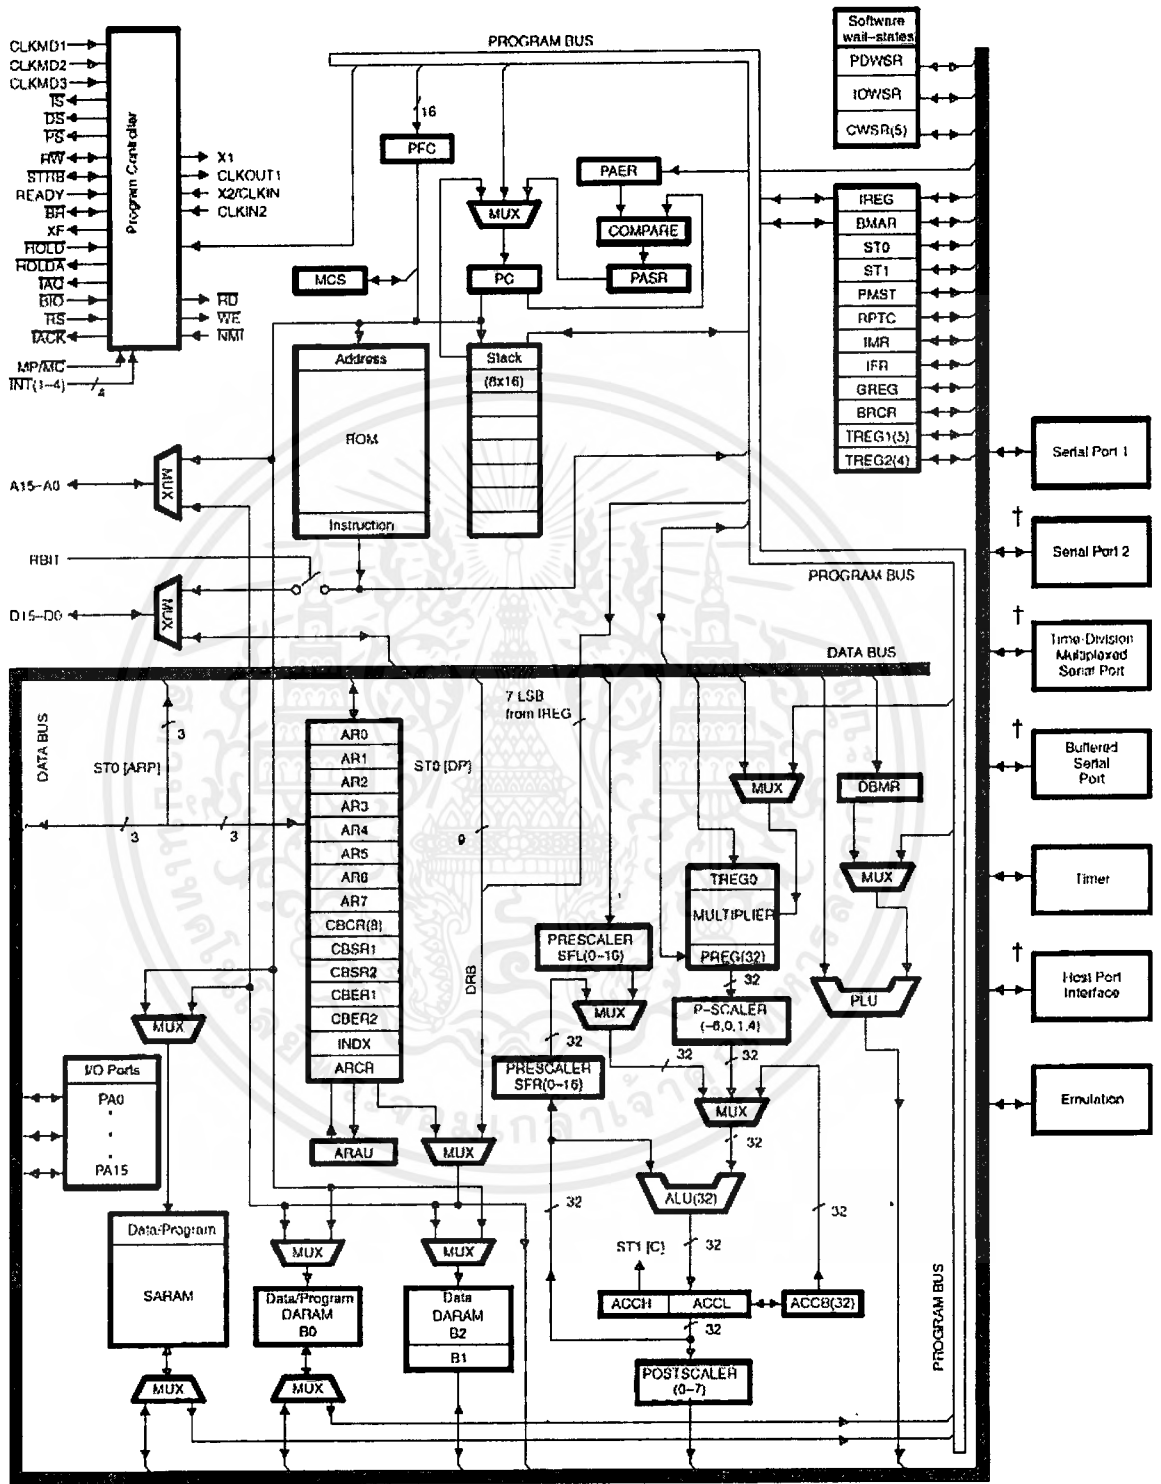 Software
wait-states
PDWSR
IOWSR
CWSR(5)
PROGRAM BUS
CLKMD1
CLKMD2
CLKMD3
IS
DS
PS
RW
STRB
READY
BR
XF
HOLD
HOLDA
IAQ
BIO
RS
IACK
MP/MC
INT(1–4)
4
Program Controller
X1
CLKOUT1
X2/CLKIN
CLKIN2
RD
WE
NMI
16
PFC
MUX
PC
MCS
PAER
COMPARE
PASR
IREG
BMAR
ST0
ST1
PMST
RPTC
IMR
IFR
GREG
BRCR
TREG1(5)
TREG2(4)
Address
ROM
Instruction
Stack
(8x16)
A15–A0
MUX
RBIT
D15–D0
MUX
PROGRAM BUS
DATA BUS
Serial Port 1
†
Serial Port 2
†
Time-Division
Multiplexed
Serial Port
†
Buffered
Serial
Port
Timer
†
Host Port
Interface
Emulation
DATA BUS
3
ST0 [ARP]
3
3
AR0
AR1
AR2
AR3
AR4
AR5
AR6
AR7
CBCR(8)
CBSR1
CBSR2
CBER1
CBER2
INDX
ARCR
ARAU
ST0 [DP]
7 LSB
from IREG
9
DRB
MUX
MUX
DBMR
MUX
TREG0
MULTIPLIER
PREG(32)
PRESCALER
SFL(0–16)
MUX
32
P-SCALER
(–6,0,1,4)
PLU
32
PRESCALER
SFR(0–16)
32
32
MUX
32
ALU(32)
32
32
32
ST1 [C]
ACCH
ACCL
ACCB(32)
32
POSTSCALER
(0–7)
PROGRAM BUS
MUX
I/O Ports
PA0
.
.
.
PA15
Data/Program
SARAM
MUX
MUX
Data/Program
DARAM
B0
MUX
MUX
Data
DARAM
B2
B1